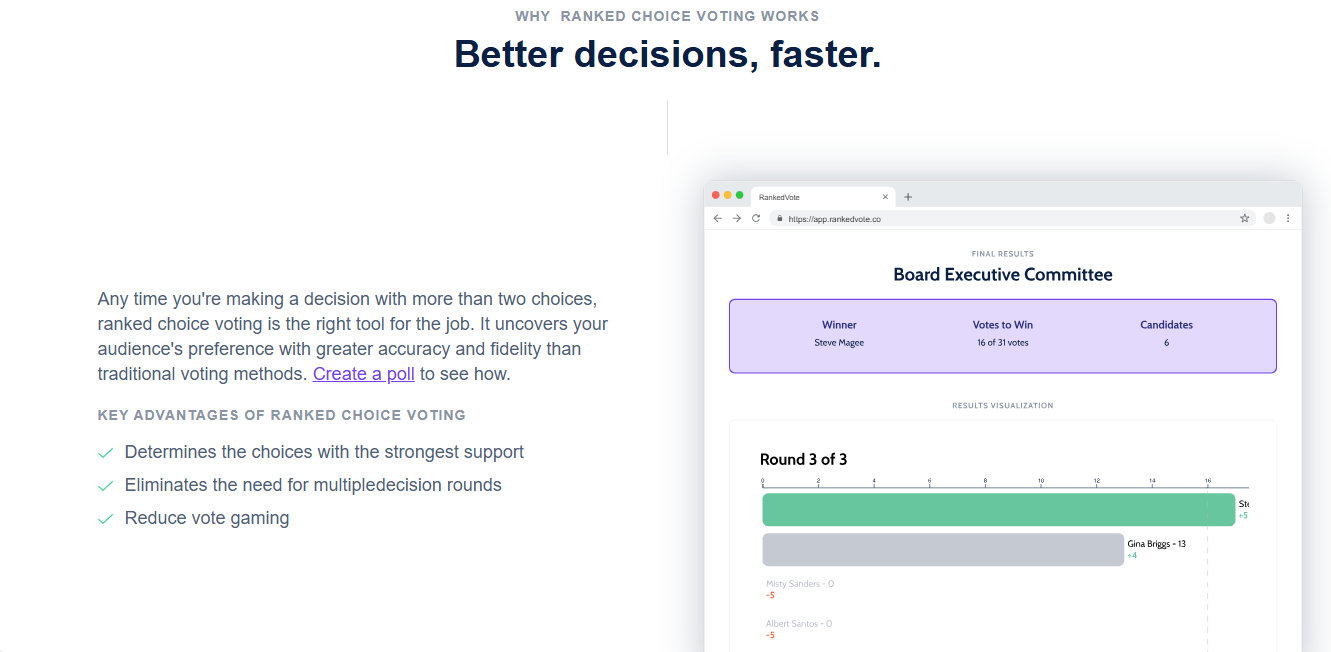 WHY RANKED CHOICE VOTING WORKS
Better decisions, faster.
Any time you're making a decision with more than two choices,
ranked choice voting is the right tool for the job. It uncovers your
audience's preference with greater accuracy and fidelity than
traditional voting methods. Create a poll to see how.
KEY ADVANTAGES OF RANKED CHOICE VOTING
Determines the choices with the strongest support
Eliminates the need for multipledecision rounds
Reduce vote gaming
RankedVote
https://app.rankedvote.co
FINAL RESULTS
Board Executive Committee
Winner Votes to Win Candidates
Steve Magee 16 of 31 votes 6
RESULTS VISUALIZATION
Round 3 of 3
0 2 4 6 8 10 12 14 16
+5
Gina Briggs - 13
+4
Misty Sanders - 0
-5
Albert Santos - 0
-5